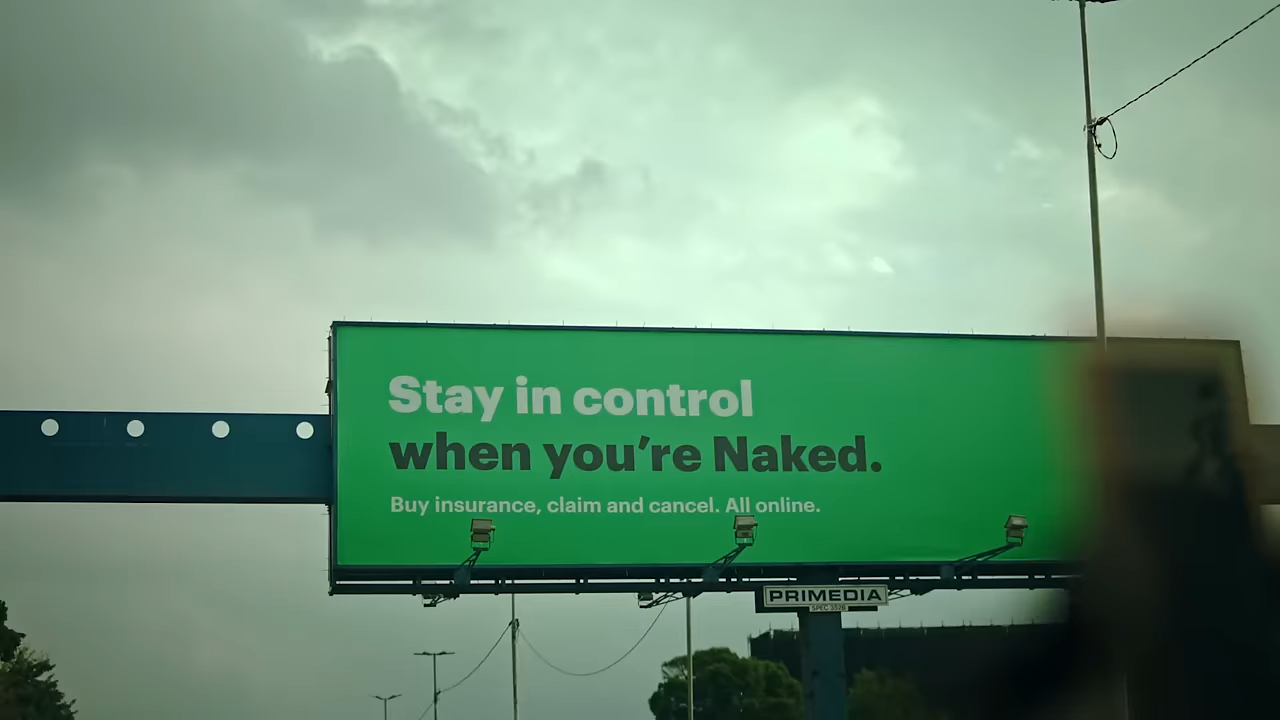 Stay in control
when you're Naked.
Buy insurance, claim and cancel. All online.
PRIMEDIA